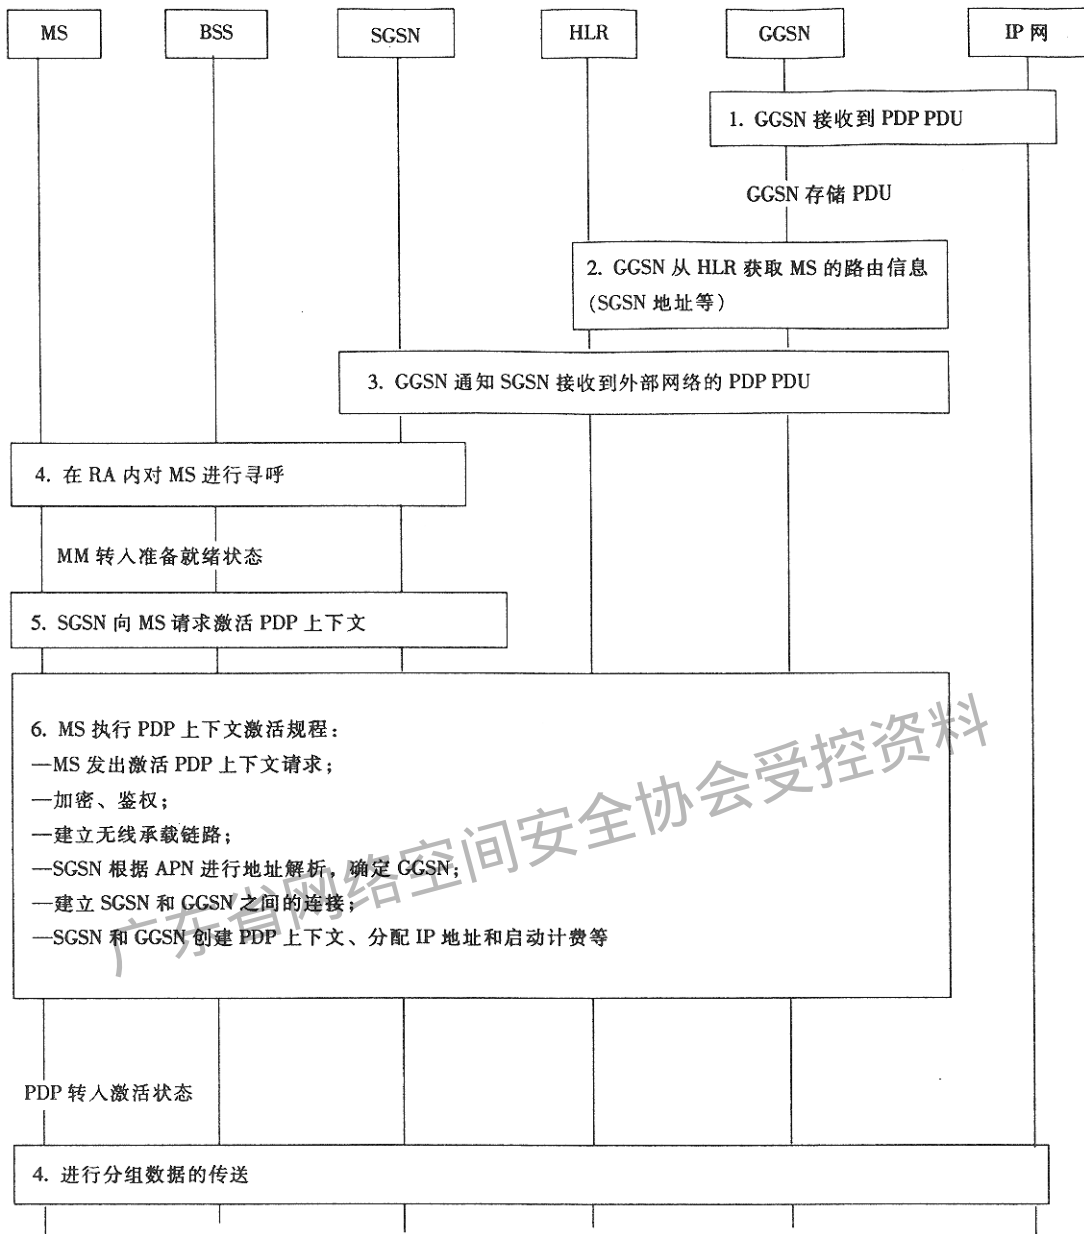 MS
BSS
SGSN
HLR
GGSN
IP 网
1. GGSN 接收到 PDP PDU
GGSN 存储 PDU
2. GGSN 从 HLR 获取 MS 的路由信息
(SGSN 地址等)
3. GGSN 通知 SGSN 接收到外部网络的 PDP PDU
4. 在 RA 内对 MS 进行寻呼
MM 转入准备就绪状态
5. SGSN 向 MS 请求激活 PDP 上下文
6. MS 执行 PDP 上下文激活规程:
—MS 发出激活 PDP 上下文请求;
—加密、鉴权;
—建立无线承载链路;
—SGSN 根据 APN 进行地址解析,确定 GGSN;
—建立 SGSN 和 GGSN 之间的连接;
—SGSN 和 GGSN 创建 PDP 上下文、分配 IP 地址和启动计费等
广东省网络空间安全协会受控资料
PDP 转入激活状态
4. 进行分组数据的传送